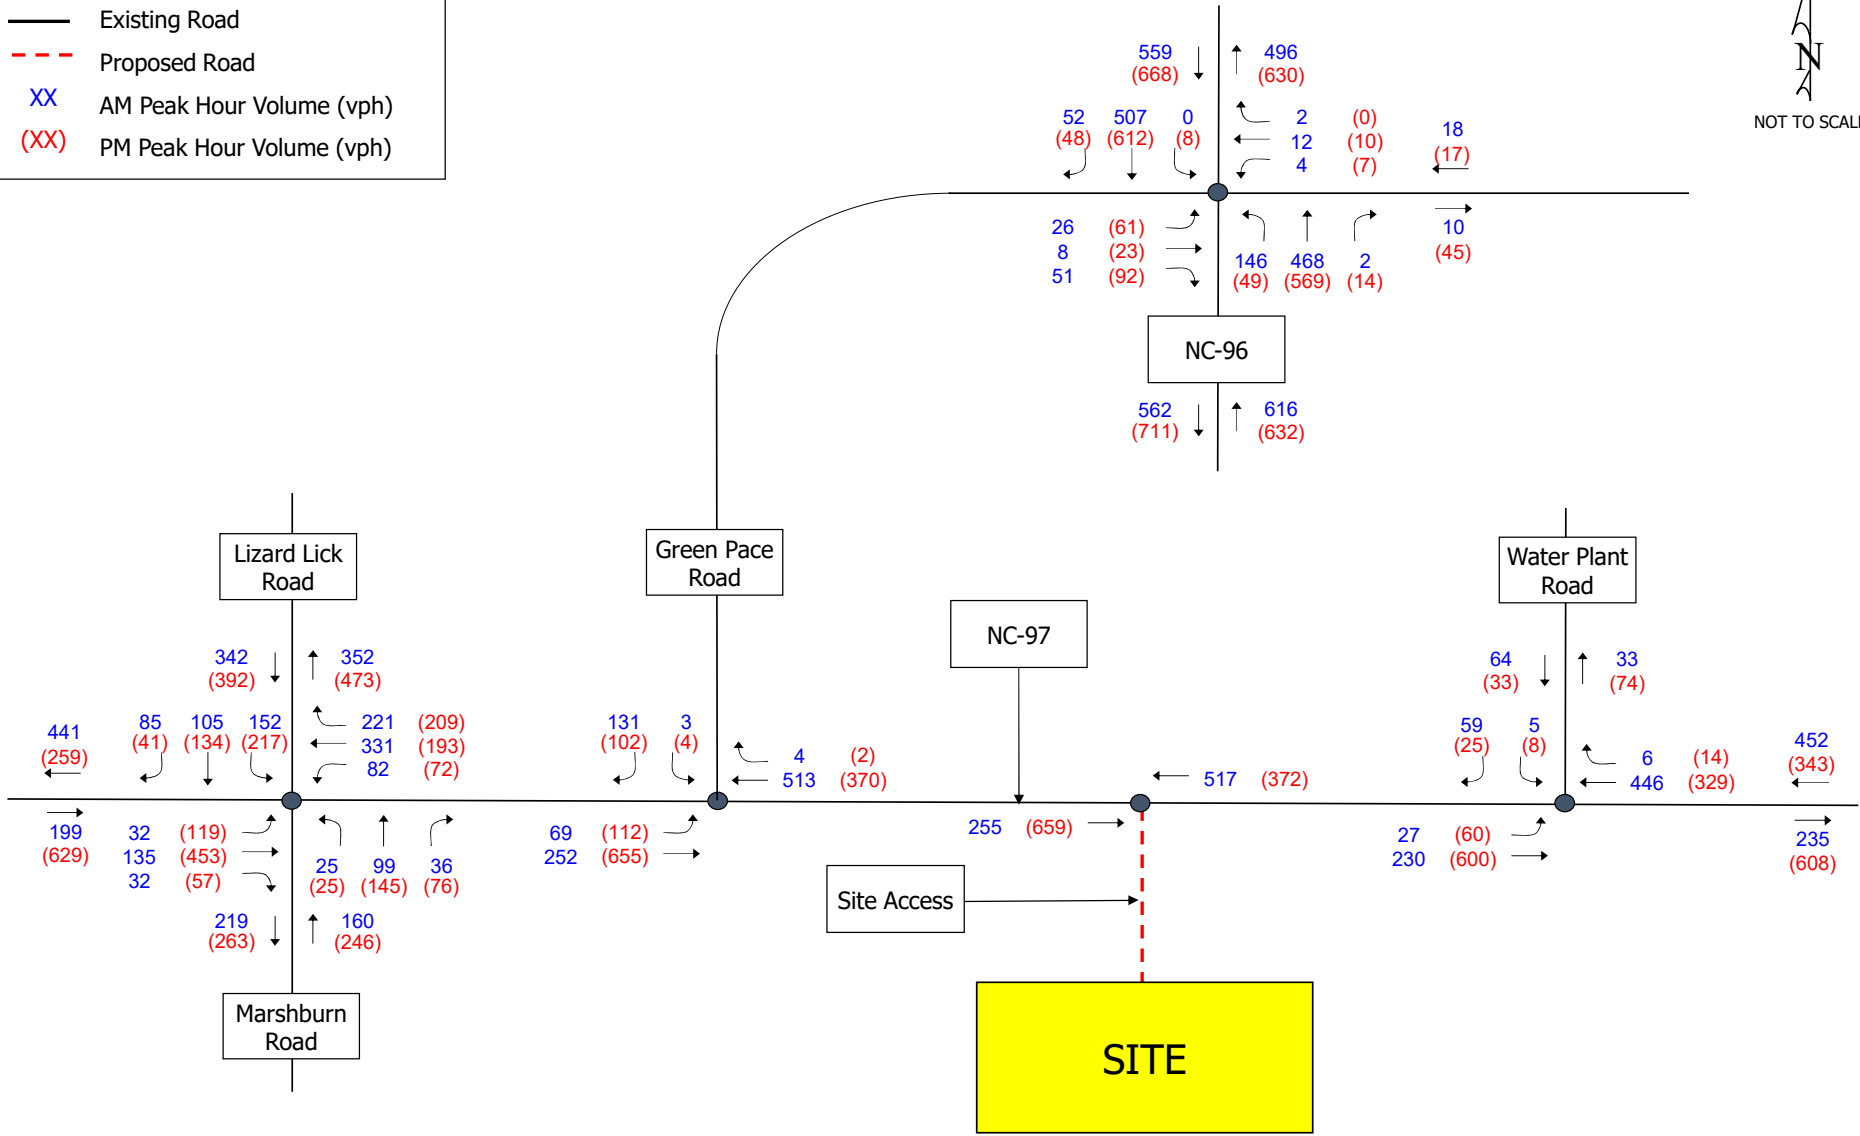 Existing Road
Proposed Road
XX AM Peak Hour Volume (vph)
(XX) PM Peak Hour Volume (vph)
N
NOT TO SCALE
559 496
(668) (630)
52 507 0
(48) (612) (8)
2 (0)
12 (10)
4 (7)
18
(17)
26 (61)
8 (23)
51 (92)
146 468 2
(49) (569) (14)
10
(45)
NC-96
562 616
(711) (632)
Lizard Lick
Road
342 352
(392) (473)
441
(259)
85 105 152
(41) (134) (217)
221 (209)
331 (193)
82 (72)
199
(629)
32 (119)
135 (453)
32 (57)
25 99 36
(25) (145) (76)
219 160
(263) (246)
Marshburn
Road
Green Pace
Road
131 3
(102) (4)
4 (2)
513 (370)
69 (112)
252 (655)
NC-97
517 (372)
255 (659)
Site Access
SITE
Water Plant
Road
64 33
(33) (74)
59 5
(25) (8)
6 (14)
446 (329)
452
(343)
27 (60)
230 (600)
235
(608)